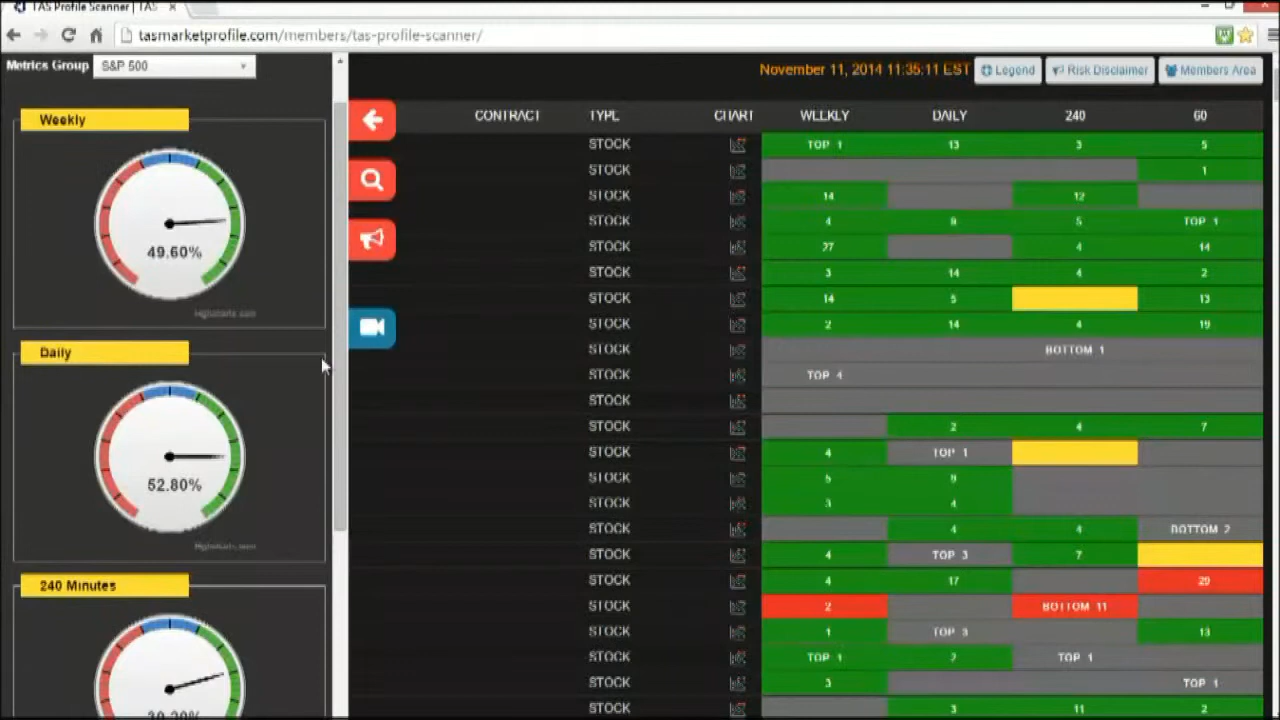 TAS Profile Scanner | TAS
tasmarketprofile.com/members/tas-profile-scanner/
Metrics Group S&P 500
November 11, 2014 11:35:11 EST Legend Risk Disclaimer Members Area
Weekly
49.60%
Highcharts.com
Daily
52.80%
Highcharts.com
240 Minutes
CONTRACT TYPE CHART WEEKLY DAILY 240 60
STOCK TOP 1 13 3 5
STOCK 1
STOCK 14 12
STOCK 4 5 TOP 1
STOCK 27 4 14
STOCK 3 14 4 2
STOCK 14 5 13
STOCK 2 14 4 19
STOCK BOTTOM 1
STOCK TOP 4
STOCK
STOCK 2 4 7
STOCK 4 TOP 1
STOCK 5
STOCK 3 4
STOCK 4 4 BOTTOM 2
STOCK 4 TOP 3 7
STOCK 4 17 29
STOCK 2 BOTTOM 11
STOCK 1 TOP 3 13
STOCK TOP 1 2 TOP 1
STOCK 3 TOP 1
STOCK 3 11 2